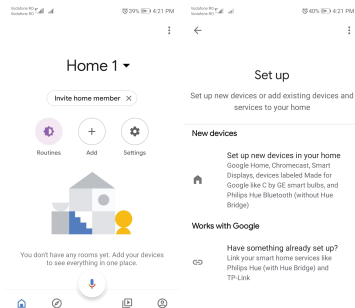 Vodafone RO
Vodafone RO
39% 4:21 PM
Home 1
Invite home member
Routines
Add
Settings
You don't have any rooms yet. Add your devices
to see everything in one place.
Vodafone RO
Vodafone RO
40% 4:21 PM
Set up
Set up new devices or add existing devices and
services to your home
New devices
Set up new devices in your home
Google Home, Chromecast, Smart
Displays, devices labeled Made for
Google like C by GE smart bulbs, and
Philips Hue Bluetooth (without Hue
Bridge)
Works with Google
Have something already set up?
Link your smart home services like
Philips Hue (with Hue Bridge) and
TP-Link